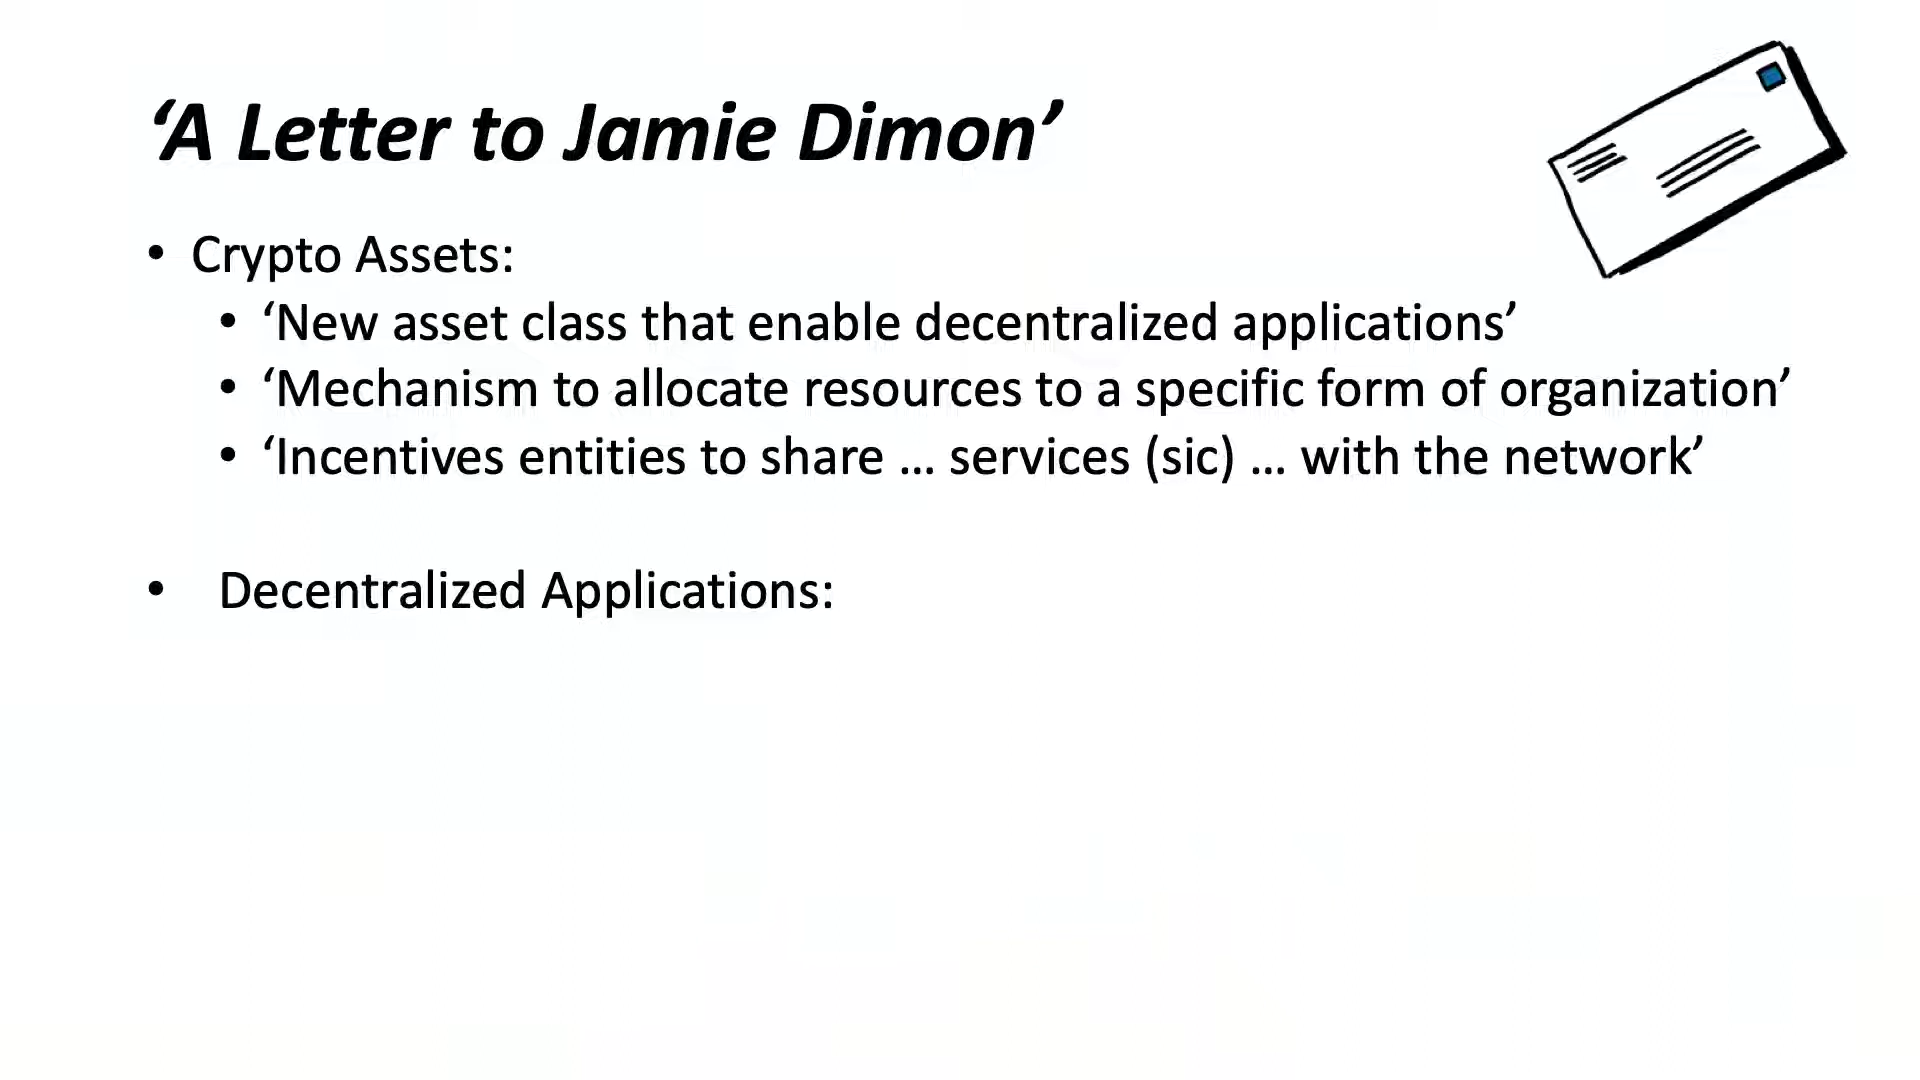 ‘A Letter to Jamie Dimon’
• Crypto Assets:
• ‘New asset class that enable decentralized applications’
• ‘Mechanism to allocate resources to a specific form of organization’
• ‘Incentives entities to share … services (sic) … with the network’
• Decentralized Applications: